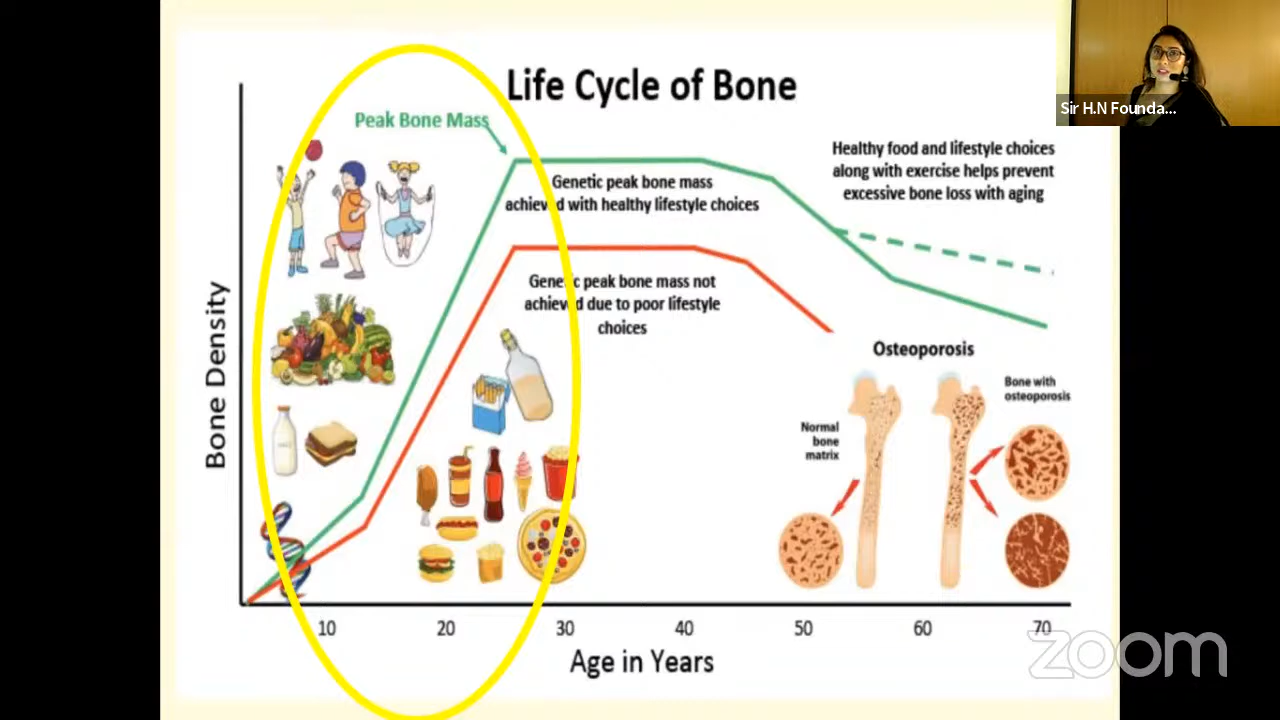 Life Cycle of Bone
Peak Bone Mass
Sir H.N Founda...
Healthy food and lifestyle choices
along with exercise helps prevent
excessive bone loss with aging
Genetic peak bone mass
achieved with healthy lifestyle choices
Genetic peak bone mass not
achieved due to poor lifestyle
choices
Osteoporosis
Bone with
osteoporosis
Normal
bone
matrix
Bone Density
10 20 30 40 50 60 70
Age in Years
zoom